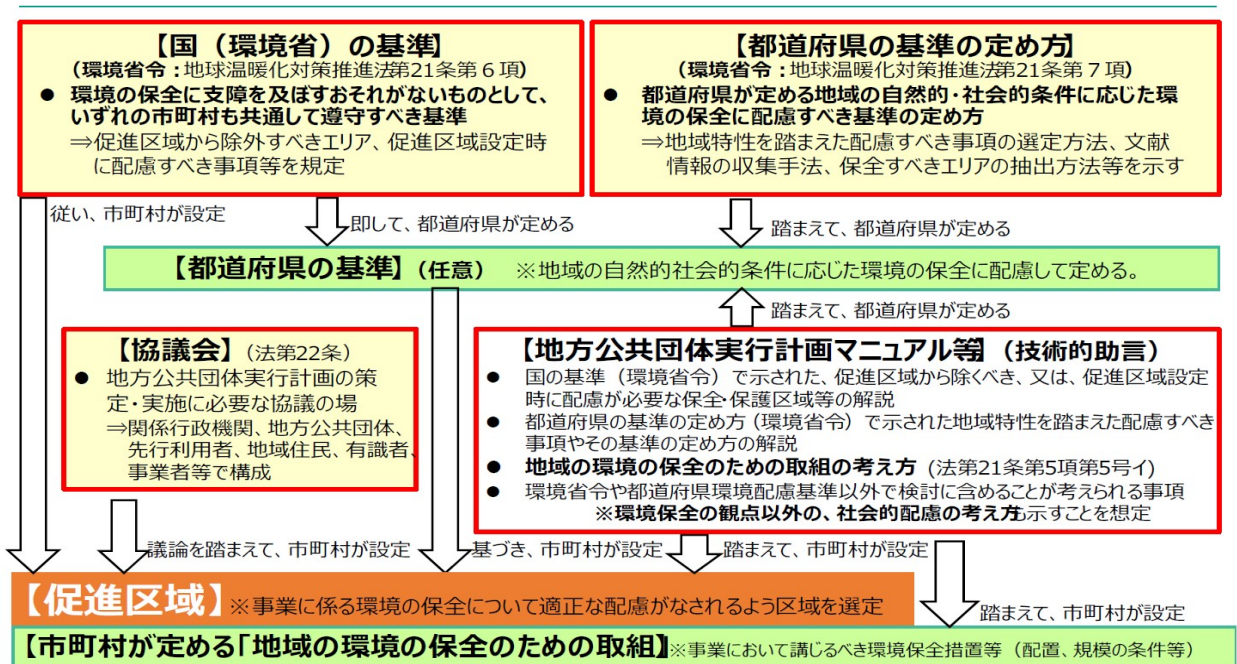 【国（環境省）の基準】
（環境省令：地球温暖化対策推進法第21条第６項）
● 環境の保全に支障を及ぼすおそれがないものとして、
いずれの市町村も共通して遵守すべき基準
⇒促進区域から除外すべきエリア、促進区域設定時
に配慮すべき事項等を規定
【都道府県の基準の定め方】
（環境省令：地球温暖化対策推進法第21条第７項）
● 都道府県が定める地域の自然的・社会的条件に応じた環
境の保全に配慮すべき基準の定め方
⇒地域特性を踏まえた配慮すべき事項の選定方法、文献
情報の収集手法、保全すべきエリアの抽出方法等を示す
従い、市町村が設定
即して、都道府県が定める
踏まえて、都道府県が定める
【都道府県の基準】（任意） ※地域の自然的社会的条件に応じた環境の保全に配慮して定める。
踏まえて、都道府県が定める
【協議会】（法第22条）
● 地方公共団体実行計画の策
定・実施に必要な協議の場
⇒関係行政機関、地方公共団体、
先行利用者、地域住民、有識者、
事業者等で構成
【地方公共団体実行計画マニュアル等】（技術的助言）
● 国の基準（環境省令）で示された、促進区域から除くべき、又は、促進区域設定
時に配慮が必要な保全・保護区域等の解説
● 都道府県の基準の定め方（環境省令）で示された地域特性を踏まえた配慮すべき
事項やその基準の定め方の解説
● 地域の環境の保全のための取組の考え方 (法第21条第5項第5号イ)
● 環境省令や都道府県環境配慮基準以外で検討に含めることが考えられる事項
※環境保全の観点以外の、社会的配慮の考え方も示すことを想定
議論を踏まえて、市町村が設定
基づき、市町村が設定
踏まえて、市町村が設定
【促進区域】※事業に係る環境の保全について適正な配慮がなされるよう区域を選定
踏まえて、市町村が設定
【市町村が定める「地域の環境の保全のための取組】※事業において講じるべき環境保全措置等（配置、規模の条件等）